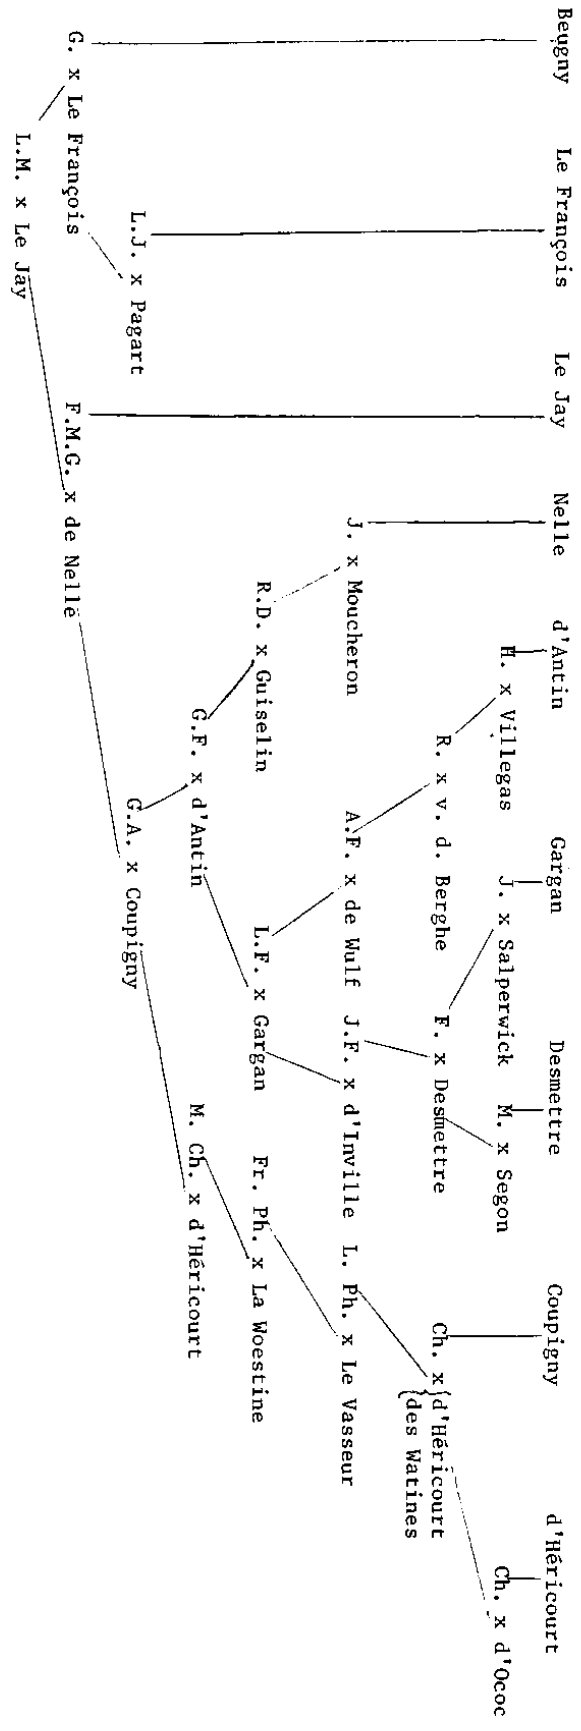 Beugny
Le François
Le Jay
Nelle
d'Antin
Gargan
Desmettre
Coupigny
d'Héricourt
H. x Villegas
J. x Salperwick
M. x Segon
Ch. x d'Ococ
R. x v. d. Berghe
F. x Desmettre
Ch. x {d'Héricourt
{des Watines
J. x Moucheron
A.F. x de Wulf
J.F. x d'Inville
L. Ph. x Le Vasseur
R.D. x Guiselin
L.F. x Gargan
Fr. Ph. x La Woestine
G.F. x d'Antin
M. Ch. x d'Héricourt
L.J. x Pagart
G.A. x Coupigny
G. x Le François
F.M.G. x de Nelle
L.M. x Le Jay